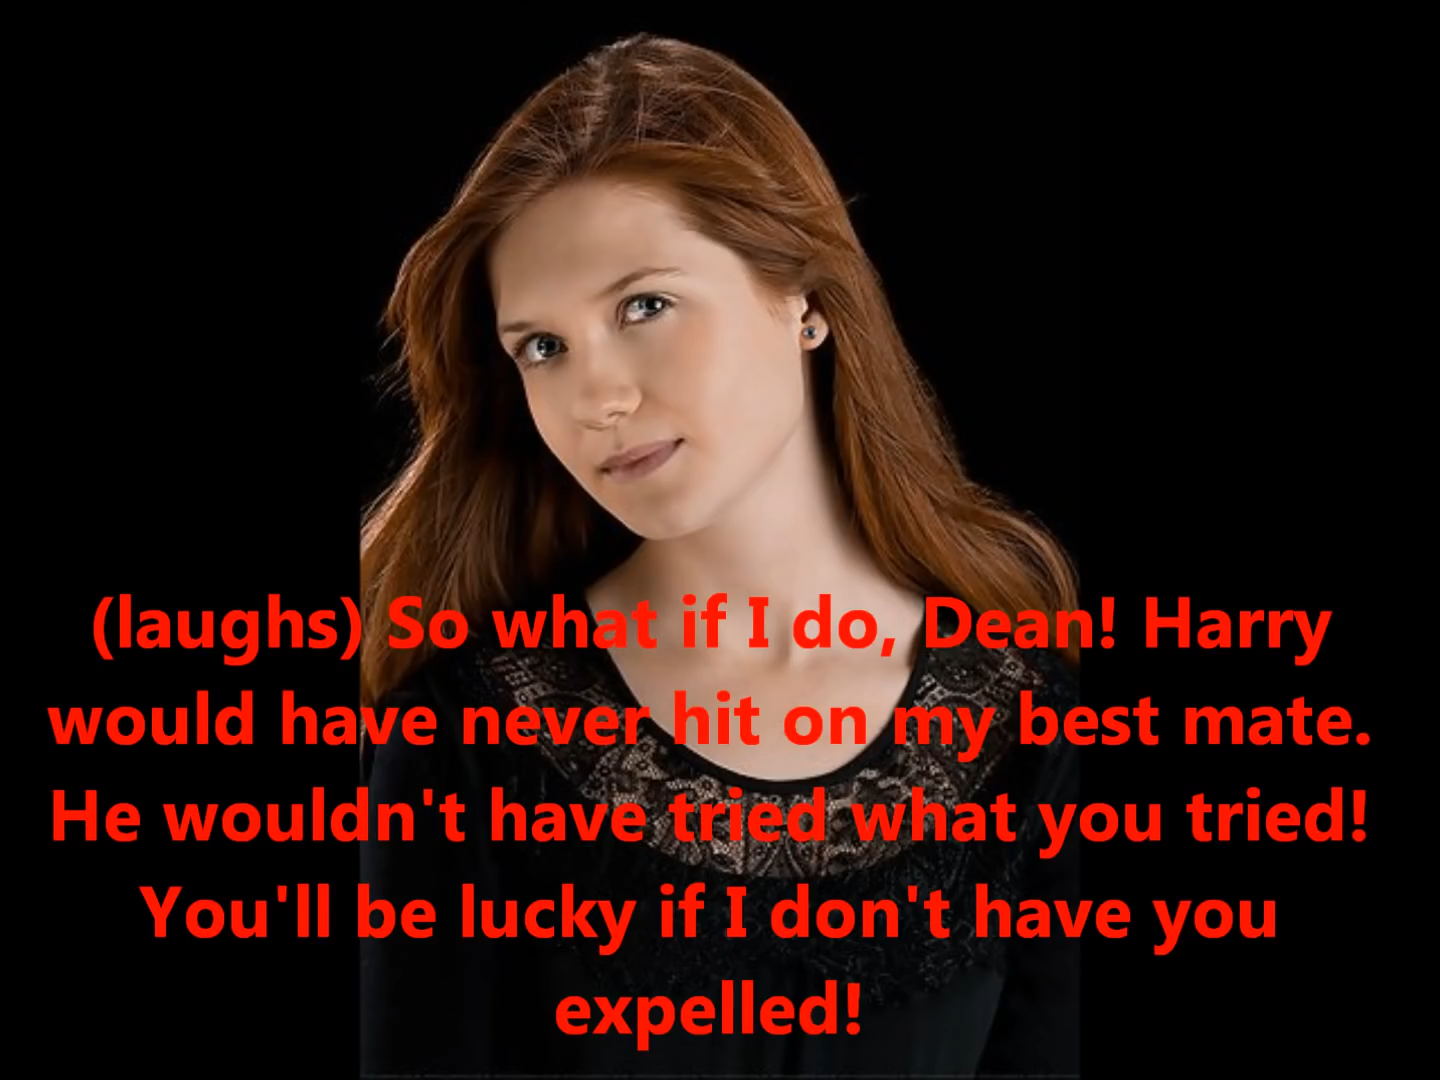 (laughs) So what if I do, Dean! Harry
would have never hit on my best mate.
He wouldn't have tried what you tried!
You'll be lucky if I don't have you
expelled!